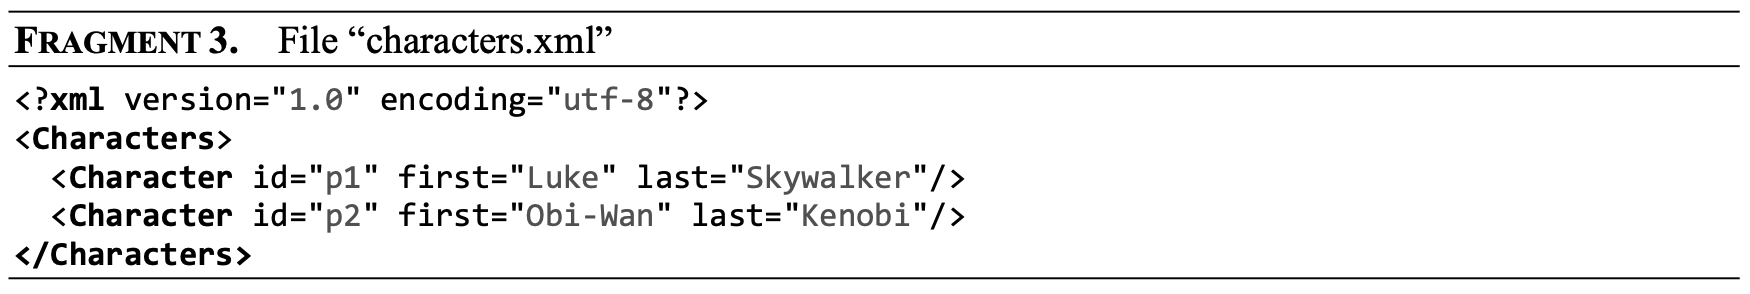 FRAGMENT 3. File “characters.xml”
<?xml version="1.0" encoding="utf-8"?>
<Characters>
  <Character id="p1" first="Luke" last="Skywalker"/>
  <Character id="p2" first="Obi-Wan" last="Kenobi"/>
</Characters>